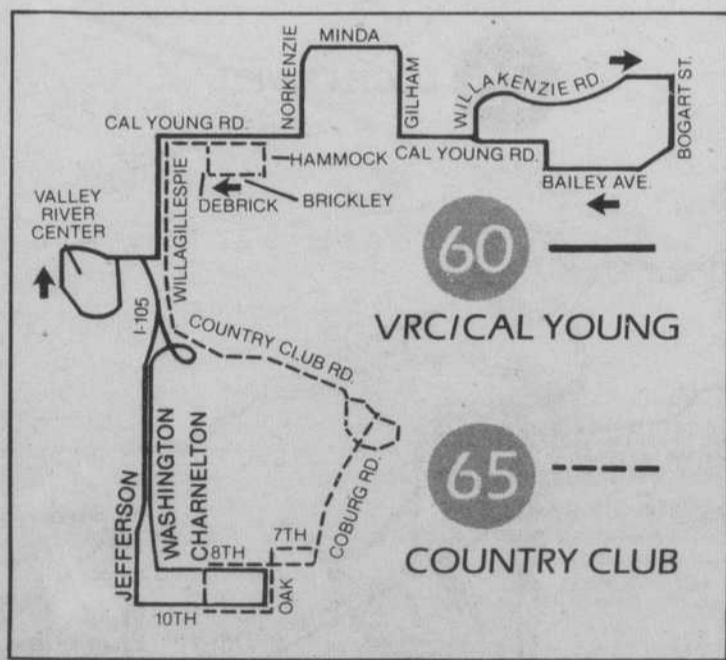 MINDA
NORKENZIE
GILHAM
WILLAKENZIE RD.
BOGART ST.
CAL YOUNG RD.
CAL YOUNG RD.
HAMMOCK
BAILEY AVE.
DEBRICK
BRICKLEY
WILLAGILLESPIE
VALLEY
RIVER
CENTER
60
VRC/CAL YOUNG
I-105
COUNTRY CLUB RD.
65
COUNTRY CLUB
COBURG RD.
JEFFERSON
WASHINGTON
CHARNELTON
7TH
8TH
OAK
10TH